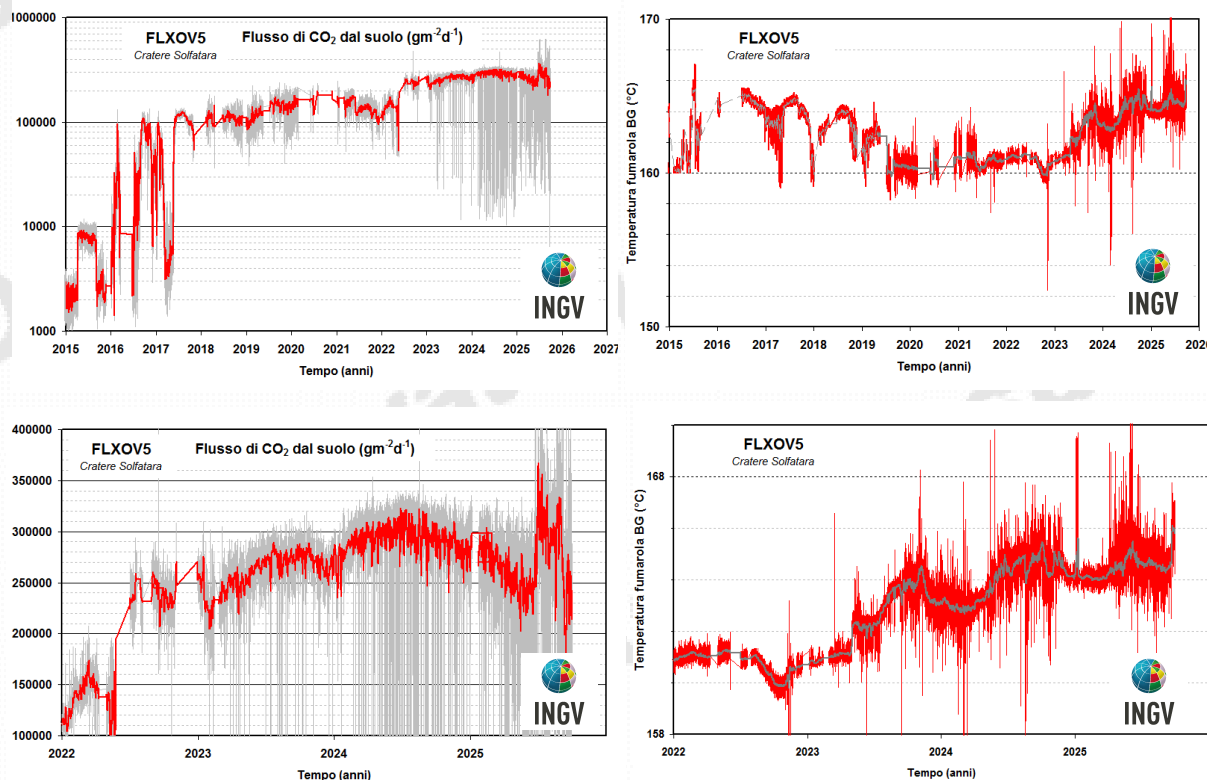 FLXOV5 Flusso di CO2 dal suolo (gm-2d-1)
Cratere Solfatara
1000000
100000
10000
1000
2015 2016 2017 2018 2019 2020 2021 2022 2023 2024 2025 2026 2027
Tempo (anni)
INGV
FLXOV5
Cratere Solfatara
Temperatura fumarola BG (°C)
170
160
150
2015 2016 2017 2018 2019 2020 2021 2022 2023 2024 2025 2026
Tempo (anni)
INGV
FLXOV5 Flusso di CO2 dal suolo (gm-2d-1)
Cratere Solfatara
400000
350000
300000
250000
200000
150000
100000
2022 2023 2024 2025
Tempo (anni)
INGV
FLXOV5
Cratere Solfatara
Temperatura fumarola BG (°C)
168
158
2022 2023 2024 2025
Tempo (anni)
INGV